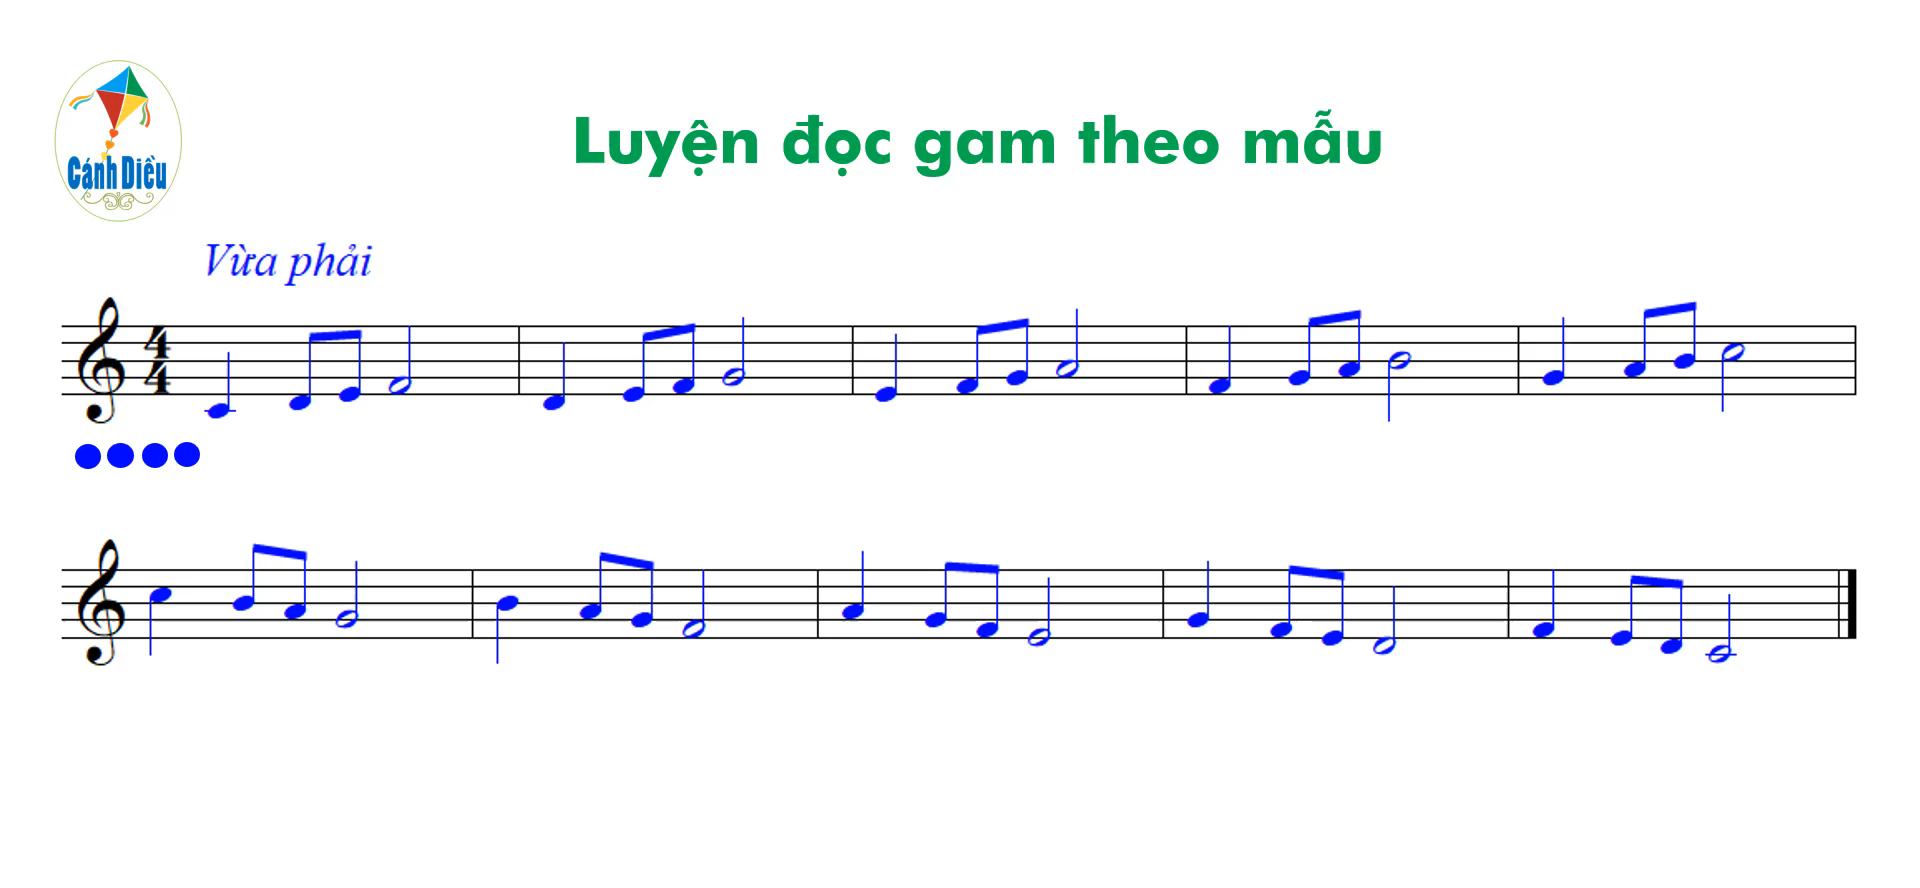 Cánh Diều
Luyện đọc gam theo mẫu
Vừa phải
4
4